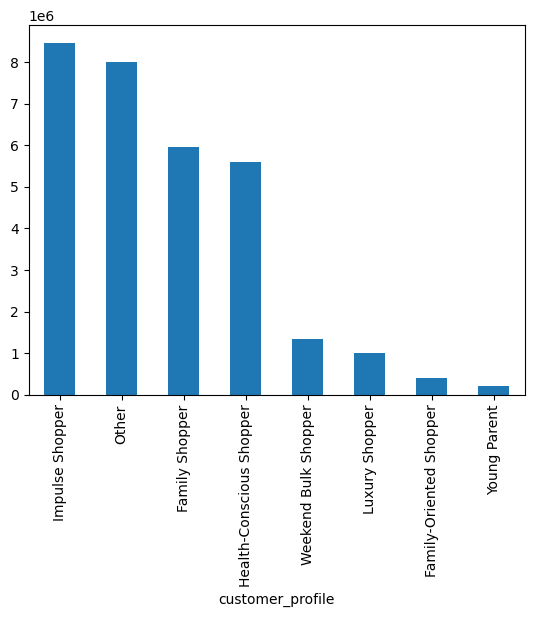 1e6
8
7
6
5
4
3
2
1
0
Impulse Shopper
Other
Family Shopper
Health-Conscious Shopper
Weekend Bulk Shopper
Luxury Shopper
Family-Oriented Shopper
Young Parent
customer_profile